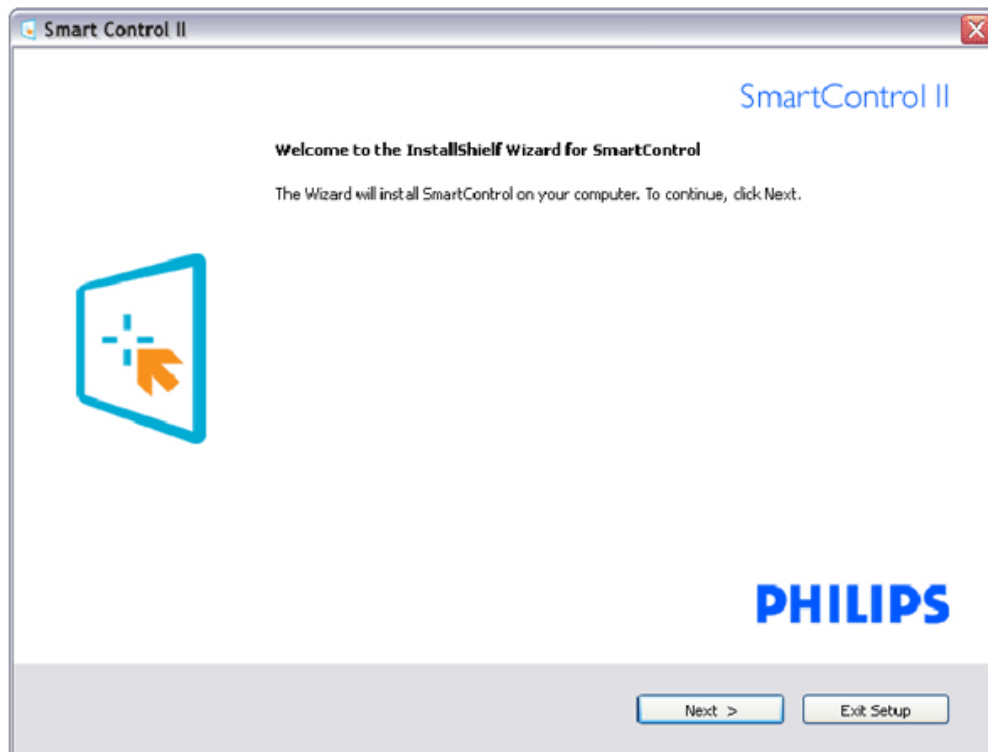 Smart Control II
SmartControl II
Welcome to the InstallShield Wizard for SmartControl
The Wizard will install SmartControl on your computer. To continue, click Next.
PHILIPS
Next >
Exit Setup